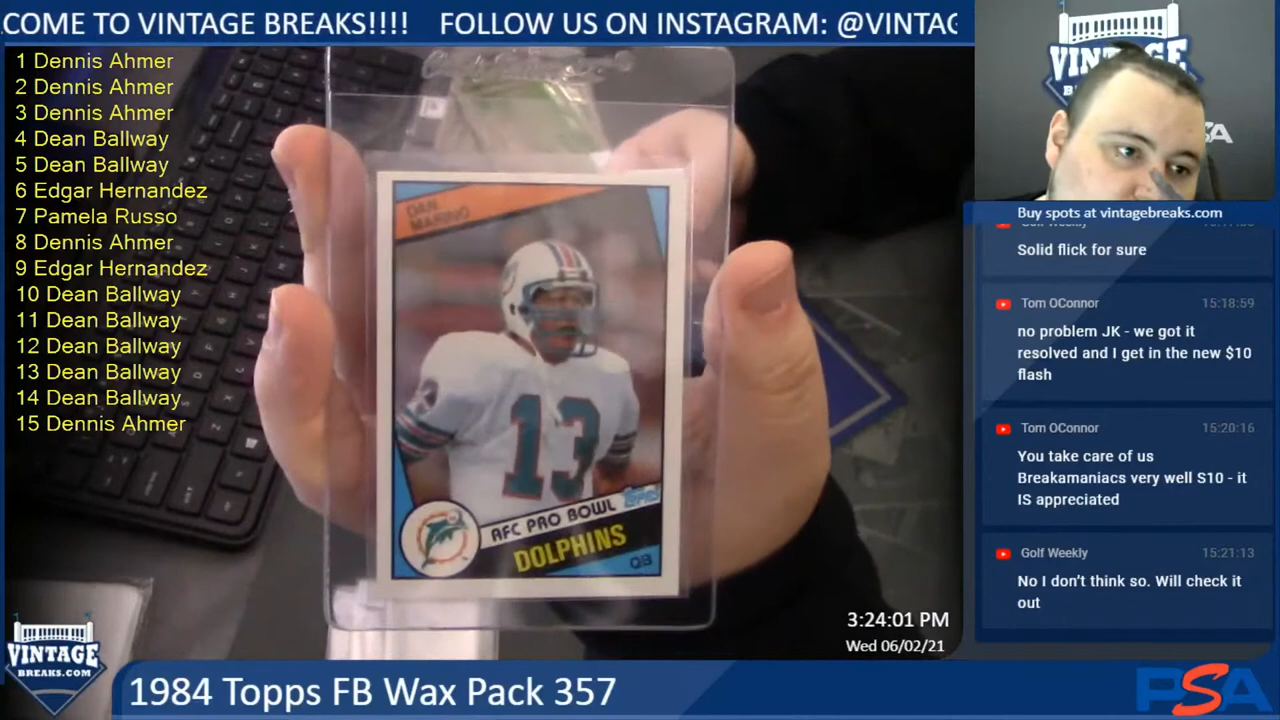 COME TO VINTAGE BREAKS!!!! FOLLOW US ON INSTAGRAM: @VINTAG
1 Dennis Ahmer
2 Dennis Ahmer
3 Dennis Ahmer
4 Dean Ballway
5 Dean Ballway
6 Edgar Hernandez
7 Pamela Russo
8 Dennis Ahmer
9 Edgar Hernandez
10 Dean Ballway
11 Dean Ballway
12 Dean Ballway
13 Dean Ballway
14 Dean Ballway
15 Dennis Ahmer
DAN
MARINO
13
Topps
AFC PRO BOWL
DOLPHINS
QB
VINTAGE
Buy spots at vintagebreaks.com
Golf Weekly
Solid flick for sure
Tom OConnor 15:18:59
no problem JK - we got it
resolved and I get in the new $10
flash
Tom OConnor 15:20:16
You take care of us
Breakamaniacs very well S10 - it
IS appreciated
Golf Weekly 15:21:13
No I don't think so. Will check it
out
3:24:01 PM
Wed 06/02/21
VINTAGE
BREAKS.COM
1984 Topps FB Wax Pack 357
PSA